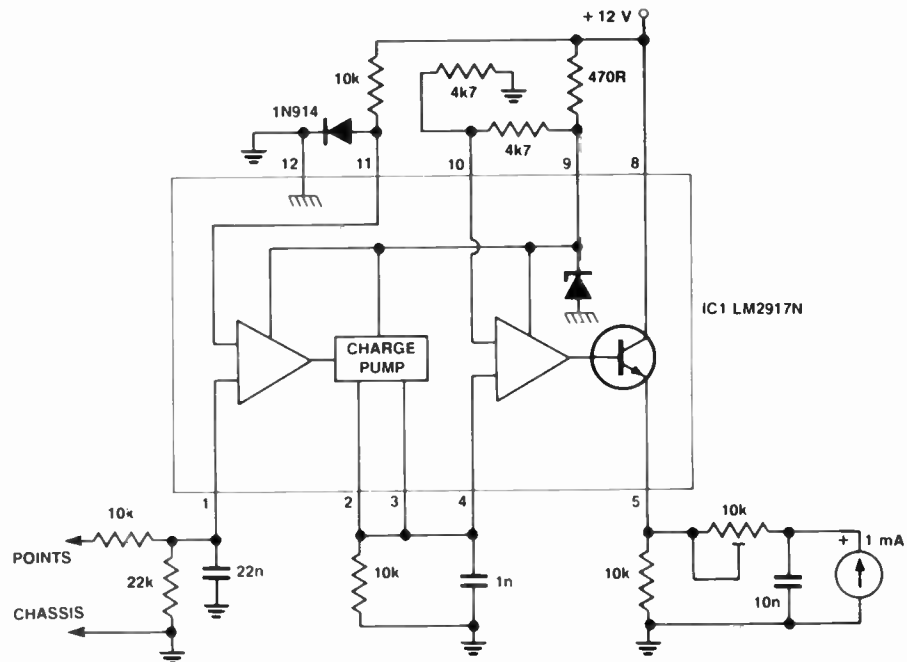 + 12 V
10k
4k7
470R
1N914
4k7
12
11
10
9
8
IC1 LM2917N
CHARGE
PUMP
1
2
3
4
5
10k
POINTS
22k
22n
10k
1n
10k
10k
+ 1 mA
10n
CHASSIS